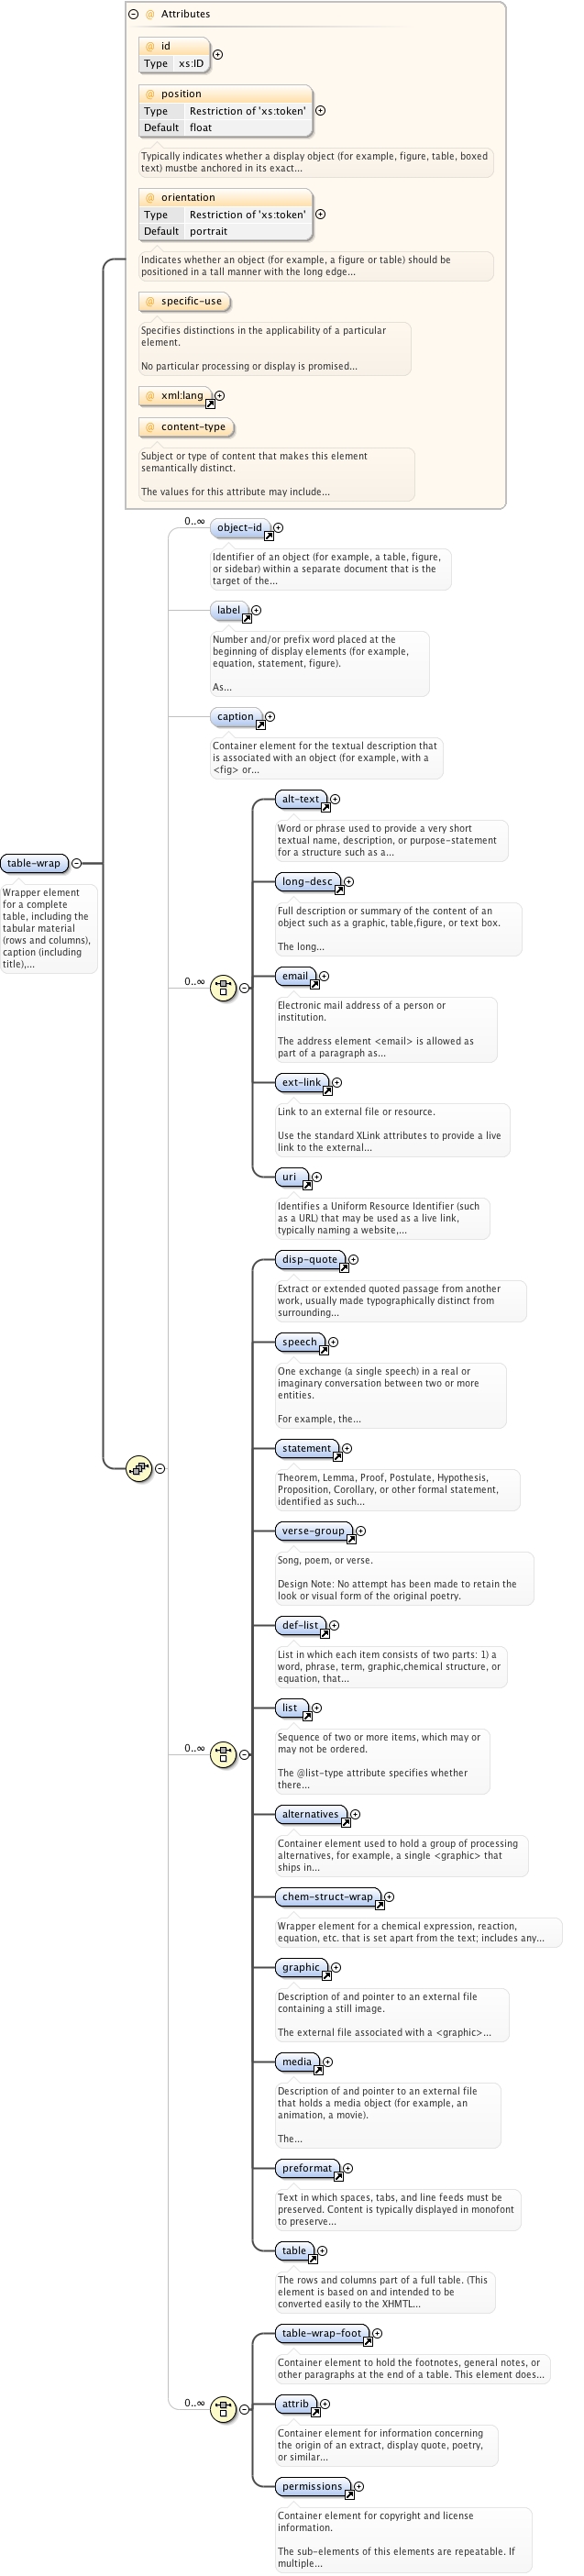 @ Attributes
@ id
Type xs:ID
@ position
Type Restriction of 'xs:token'
Default float
Typically indicates whether a display object (for example, figure, table, boxed
text) mustbe anchored in its exact...
@ orientation
Type Restriction of 'xs:token'
Default portrait
Indicates whether an object (for example, a figure or table) should be
positioned in a tall manner with the long edge...
@ specific-use
Specifies distinctions in the applicability of a particular
element.
No particular processing or display is promised...
@ xml:lang
@ content-type
Subject or type of content that makes this element
semantically distinct.
The values for this attribute may include...
0..∞
object-id
Identifier of an object (for example, a table, figure,
or sidebar) within a separate document that is the
target of the...
label
Number and/or prefix word placed at the
beginning of display elements (for example,
equation, statement, figure).
As...
caption
Container element for the textual description that
is associated with an object (for example, with a
<fig> or...
table-wrap
Wrapper element
for a complete
table, including the
tabular material
(rows and columns),
caption (including
title),...
0..∞
alt-text
Word or phrase used to provide a very short
textual name, description, or purpose-statement
for a structure such as a...
long-desc
Full description or summary of the content of an
object such as a graphic, table,figure, or text box.
The long...
email
Electronic mail address of a person or
institution.
The address element <email> is allowed as
part of a paragraph as...
ext-link
Link to an external file or resource.
Use the standard XLink attributes to provide a live
link to the external...
uri
Identifies a Uniform Resource Identifier (such
as a URL) that may be used as a live link,
typically naming a website,...
0..∞
disp-quote
Extract or extended quoted passage from another
work, usually made typographically distinct from
surrounding...
speech
One exchange (a single speech) in a real or
imaginary conversation between two or more
entities.
For example, the...
statement
Theorem, Lemma, Proof, Postulate, Hypothesis,
Proposition, Corollary, or other formal statement,
identified as such...
verse-group
Song, poem, or verse.
Design Note: No attempt has been made to retain the
look or visual form of the original poetry.
def-list
List in which each item consists of two parts: 1) a
word, phrase, term, graphic,chemical structure, or
equation, that...
list
Sequence of two or more items, which may or
may not be ordered.
The @list-type attribute specifies whether
there...
alternatives
Container element used to hold a group of processing
alternatives, for example, a single <graphic> that
ships in...
chem-struct-wrap
Wrapper element for a chemical expression, reaction,
equation, etc. that is set apart from the text; includes any...
graphic
Description of and pointer to an external file
containing a still image.
The external file associated with a <graphic>...
media
Description of and pointer to an external file
that holds a media object (for example, an
animation, a movie).
The...
preformat
Text in which spaces, tabs, and line feeds must be
preserved. Content is typically displayed in monofont
to preserve...
table
The rows and columns part of a full table. (This
element is based on and intended to be
converted easily to the XHMTL...
0..∞
table-wrap-foot
Container element to hold the footnotes, general notes, or
other paragraphs at the end of a table. This element does...
attrib
Container element for information concerning
the origin of an extract, display quote, poetry,
or similar...
permissions
Container element for copyright and license
information.
The sub-elements of this elements are repeatable. If
multiple...